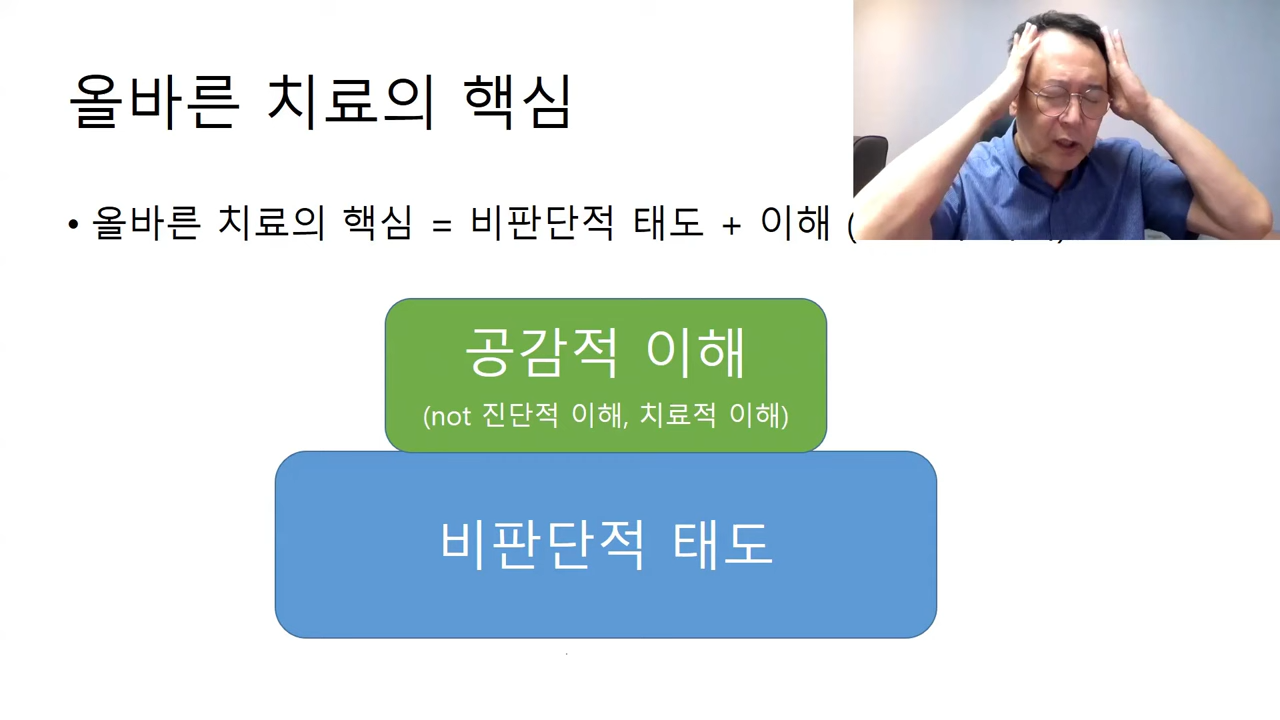 올바른 치료의 핵심
• 올바른 치료의 핵심 = 비판단적 태도 + 이해 (
공감적 이해
(not 진단적 이해, 치료적 이해)
비판단적 태도